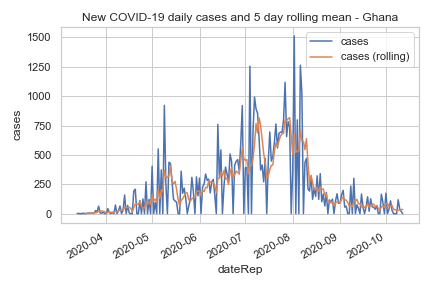 New COVID-19 daily cases and 5 day rolling mean - Ghana
cases
cases (rolling)
1500
1250
1000
750
500
250
0
cases
2020-04
2020-05
2020-06
2020-07
2020-08
2020-09
2020-10
dateRep